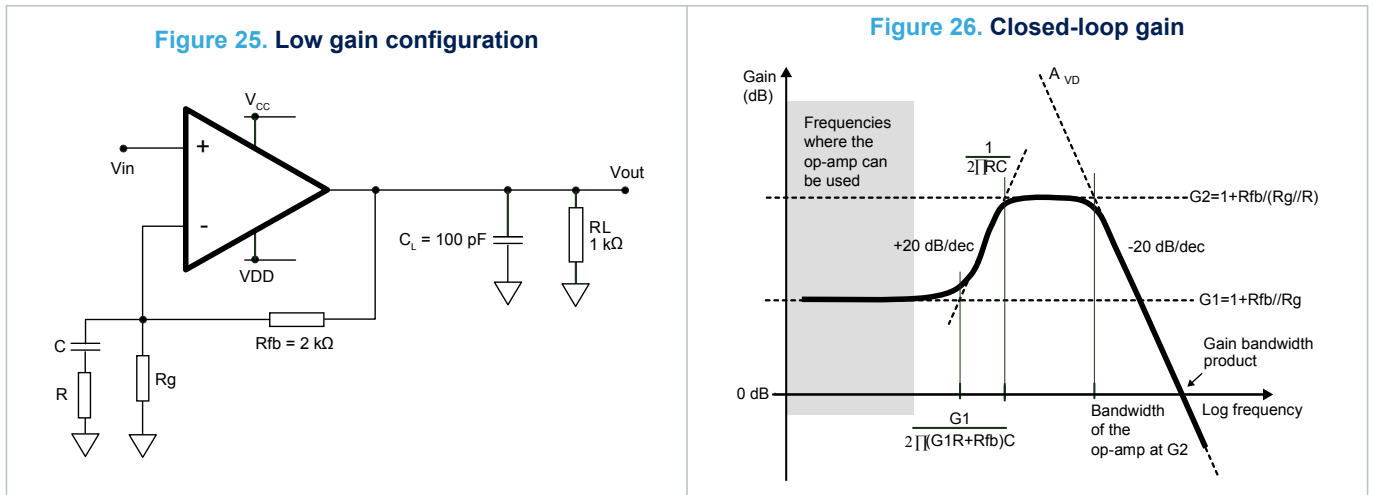 Figure 25. Low gain configuration
VCC
+
Vin
Vout
-
CL = 100 pF
RL
1 kΩ
VDD
C
Rfb = 2 kΩ
R
Rg
Figure 26. Closed-loop gain
Gain
(dB)
A VD
Frequencies
where the
op-amp can
be used
1
2∏RC
G2=1+Rfb/(Rg//R)
+20 dB/dec
-20 dB/dec
G1=1+Rfb//Rg
Gain bandwidth
product
0 dB
Log frequency
G1
2∏(G1R+Rfb)C
Bandwidth
of the
op-amp at G2